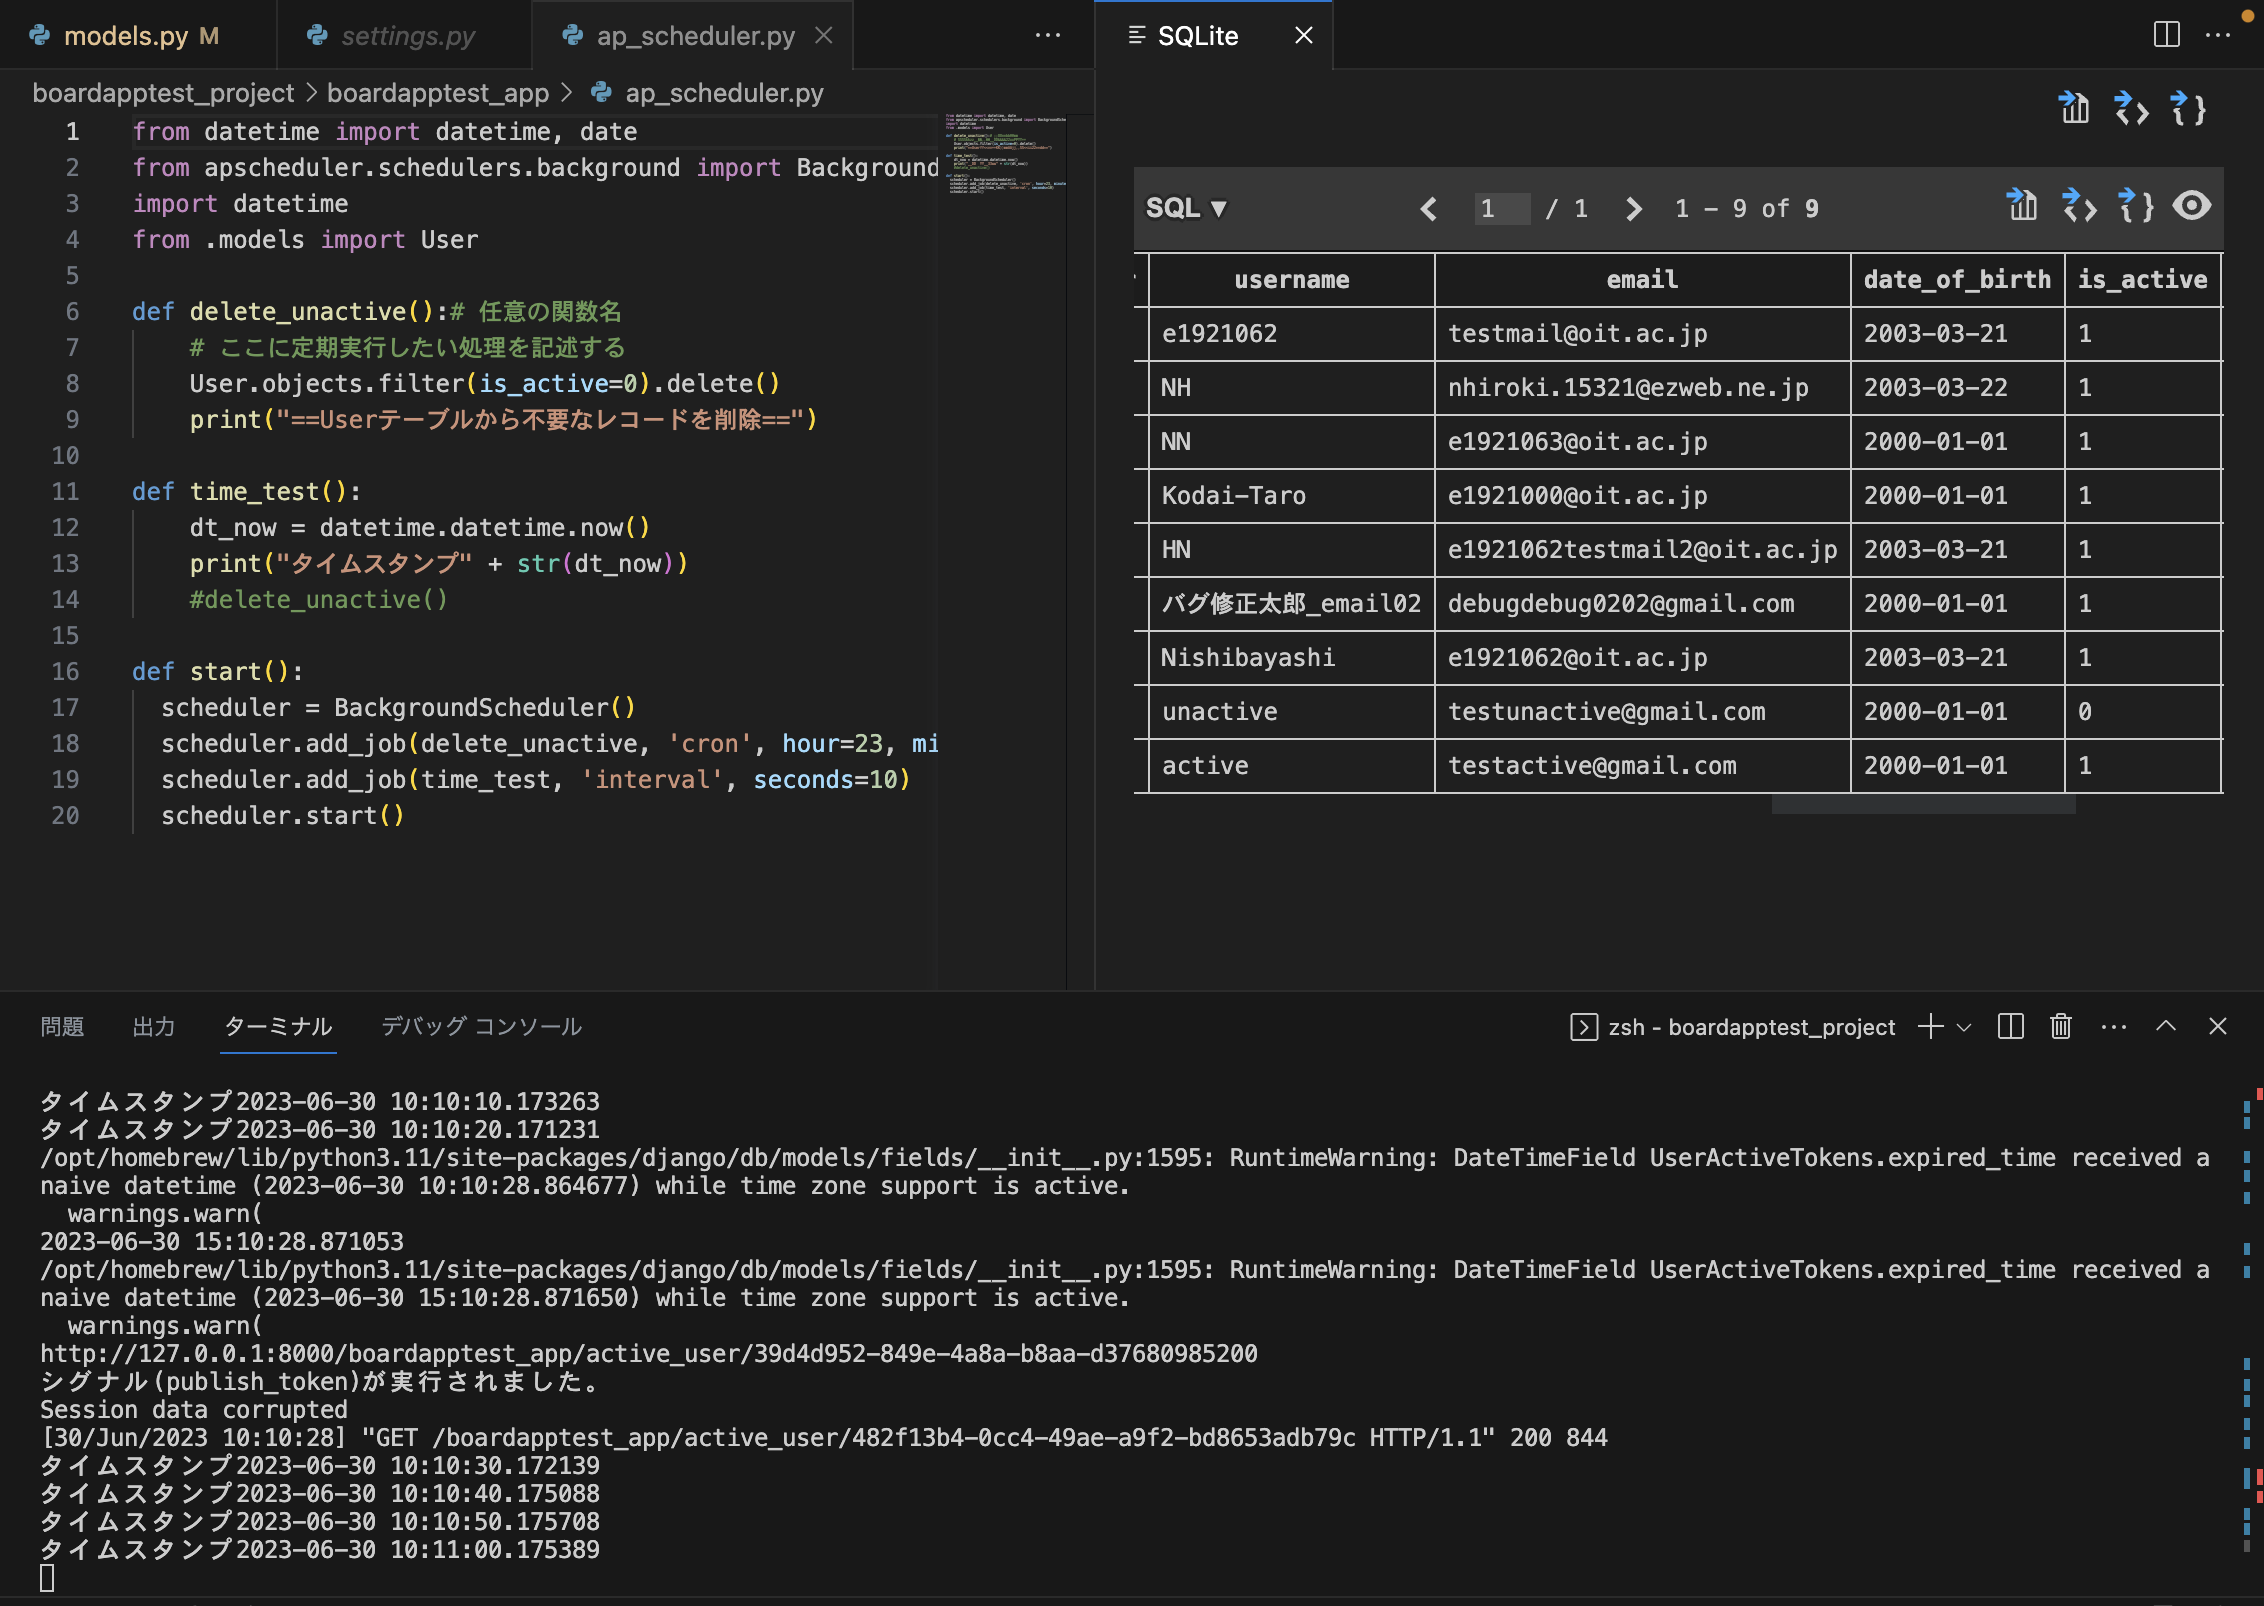 models.py M
settings.py
ap_scheduler.py
SQLite
boardapptest_project > boardapptest_app > ap_scheduler.py
1 from datetime import datetime, date
2 from apscheduler.schedulers.background import Background
3 import datetime
4 from .models import User
5
6 def delete_unactive():# 任意の関数名
7 # ここに定期実行したい処理を記述する
8 User.objects.filter(is_active=0).delete()
9 print("==Userテーブルから不要なレコードを削除==")
10
11 def time_test():
12 dt_now = datetime.datetime.now()
13 print("タイムスタンプ" + str(dt_now))
14 #delete_unactive()
15
16 def start():
17 scheduler = BackgroundScheduler()
18 scheduler.add_job(delete_unactive, 'cron', hour=23, mi
19 scheduler.add_job(time_test, 'interval', seconds=10)
20 scheduler.start()
SQL ▼ < 1 / 1 > 1 - 9 of 9
username email date_of_birth is_active
e1921062 testmail@oit.ac.jp 2003-03-21 1
NH nhiroki.15321@ezweb.ne.jp 2003-03-22 1
NN e1921063@oit.ac.jp 2000-01-01 1
Kodai-Taro e1921000@oit.ac.jp 2000-01-01 1
HN e1921062testmail2@oit.ac.jp 2003-03-21 1
バグ修正太郎_email02 debugdebug0202@gmail.com 2000-01-01 1
Nishibayashi e1921062@oit.ac.jp 2003-03-21 1
unactive testunactive@gmail.com 2000-01-01 0
active testactive@gmail.com 2000-01-01 1
問題 出力 ターミナル デバッグ コンソール
zsh - boardapptest_project
タイムスタンプ2023-06-30 10:10:10.173263
タイムスタンプ2023-06-30 10:10:20.171231
/opt/homebrew/lib/python3.11/site-packages/django/db/models/fields/__init__.py:1595: RuntimeWarning: DateTimeField UserActiveTokens.expired_time received a
naive datetime (2023-06-30 10:10:28.864677) while time zone support is active.
warnings.warn(
2023-06-30 15:10:28.871053
/opt/homebrew/lib/python3.11/site-packages/django/db/models/fields/__init__.py:1595: RuntimeWarning: DateTimeField UserActiveTokens.expired_time received a
naive datetime (2023-06-30 15:10:28.871650) while time zone support is active.
warnings.warn(
http://127.0.0.1:8000/boardapptest_app/active_user/39d4d952-849e-4a8a-b8aa-d37680985200
シグナル(publish_token)が実行されました。
Session data corrupted
[30/Jun/2023 10:10:28] "GET /boardapptest_app/active_user/482f13b4-0cc4-49ae-a9f2-bd8653adb79c HTTP/1.1" 200 844
タイムスタンプ2023-06-30 10:10:30.172139
タイムスタンプ2023-06-30 10:10:40.175088
タイムスタンプ2023-06-30 10:10:50.175708
タイムスタンプ2023-06-30 10:11:00.175389